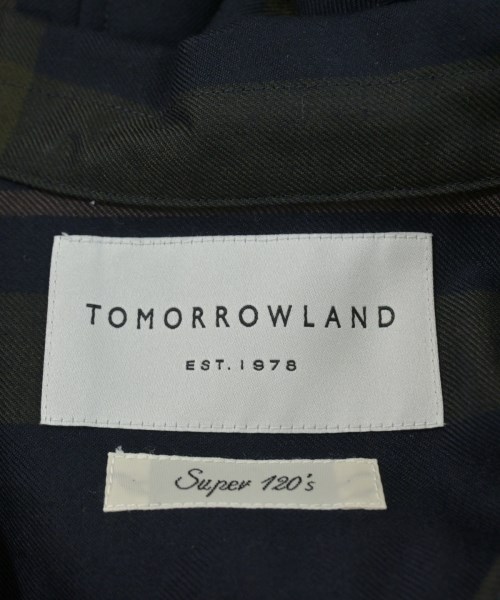 TOMORROWLAND
EST. 1978
Super 120's